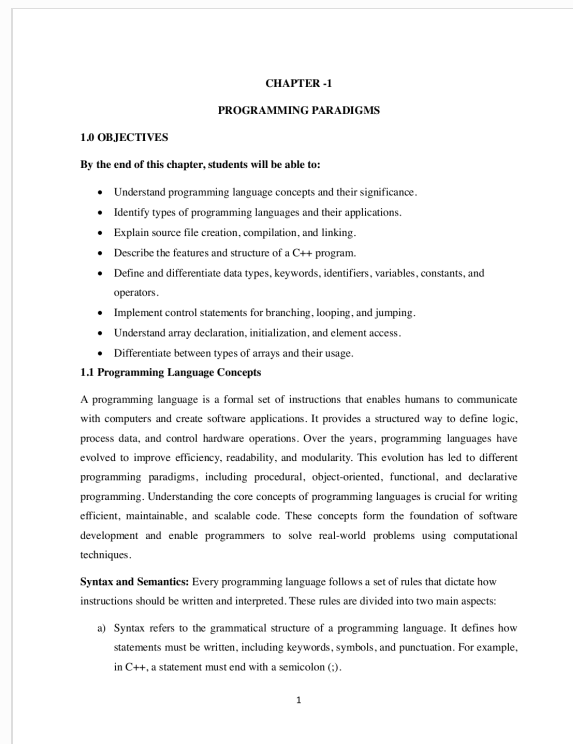 CHAPTER -1
PROGRAMMING PARADIGMS
1.0 OBJECTIVES
By the end of this chapter, students will be able to:
• Understand programming language concepts and their significance.
• Identify types of programming languages and their applications.
• Explain source file creation, compilation, and linking.
• Describe the features and structure of a C++ program.
• Define and differentiate data types, keywords, identifiers, variables, constants, and
operators.
• Implement control statements for branching, looping, and jumping.
• Understand array declaration, initialization, and element access.
• Differentiate between types of arrays and their usage.
1.1 Programming Language Concepts
A programming language is a formal set of instructions that enables humans to communicate
with computers and create software applications. It provides a structured way to define logic,
process data, and control hardware operations. Over the years, programming languages have
evolved to improve efficiency, readability, and modularity. This evolution has led to different
programming paradigms, including procedural, object-oriented, functional, and declarative
programming. Understanding the core concepts of programming languages is crucial for writing
efficient, maintainable, and scalable code. These concepts form the foundation of software
development and enable programmers to solve real-world problems using computational
techniques.
Syntax and Semantics: Every programming language follows a set of rules that dictate how
instructions should be written and interpreted. These rules are divided into two main aspects:
a) Syntax refers to the grammatical structure of a programming language. It defines how
statements must be written, including keywords, symbols, and punctuation. For example,
in C++, a statement must end with a semicolon (;).
1